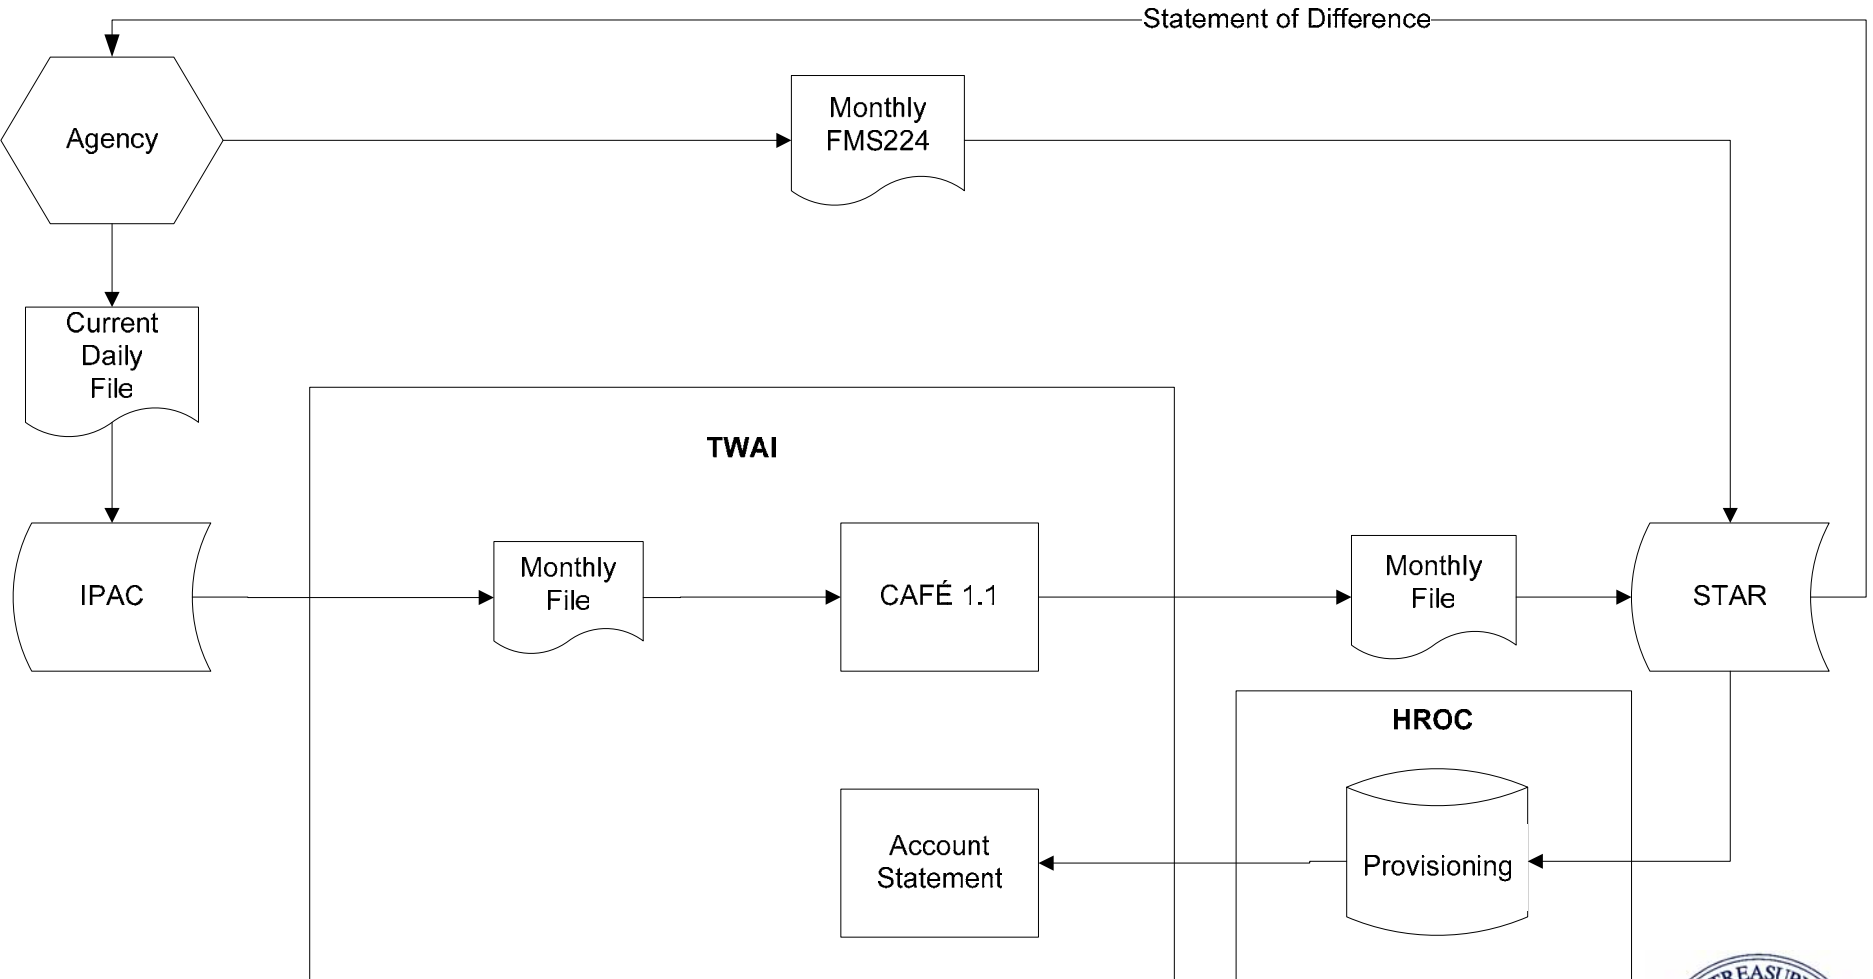 Statement of Difference
Agency
Monthly
FMS224
Current
Daily
File
TWAI
IPAC
Monthly
File
CAFÉ 1.1
Monthly
File
STAR
HROC
Account
Statement
Provisioning